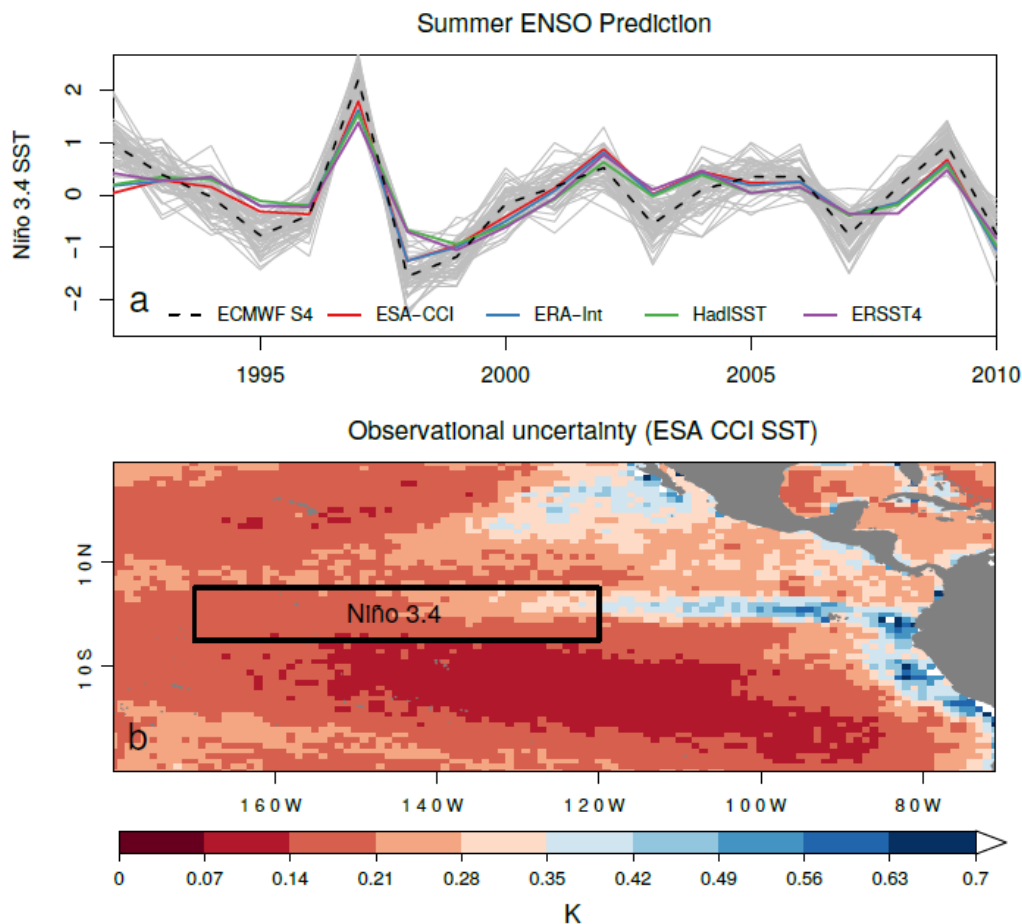 Summer ENSO Prediction
Niño 3.4 SST
2
1
0
−1
−2
a
ECMWF S4 ESA−CCI ERA−Int HadISST ERSST4
1995 2000 2005 2010
Observational uncertainty (ESA CCI SST)
10N
10S
Niño 3.4
b
160W 140W 120W 100W 80W
0 0.07 0.14 0.21 0.28 0.35 0.42 0.49 0.56 0.63 0.7
K